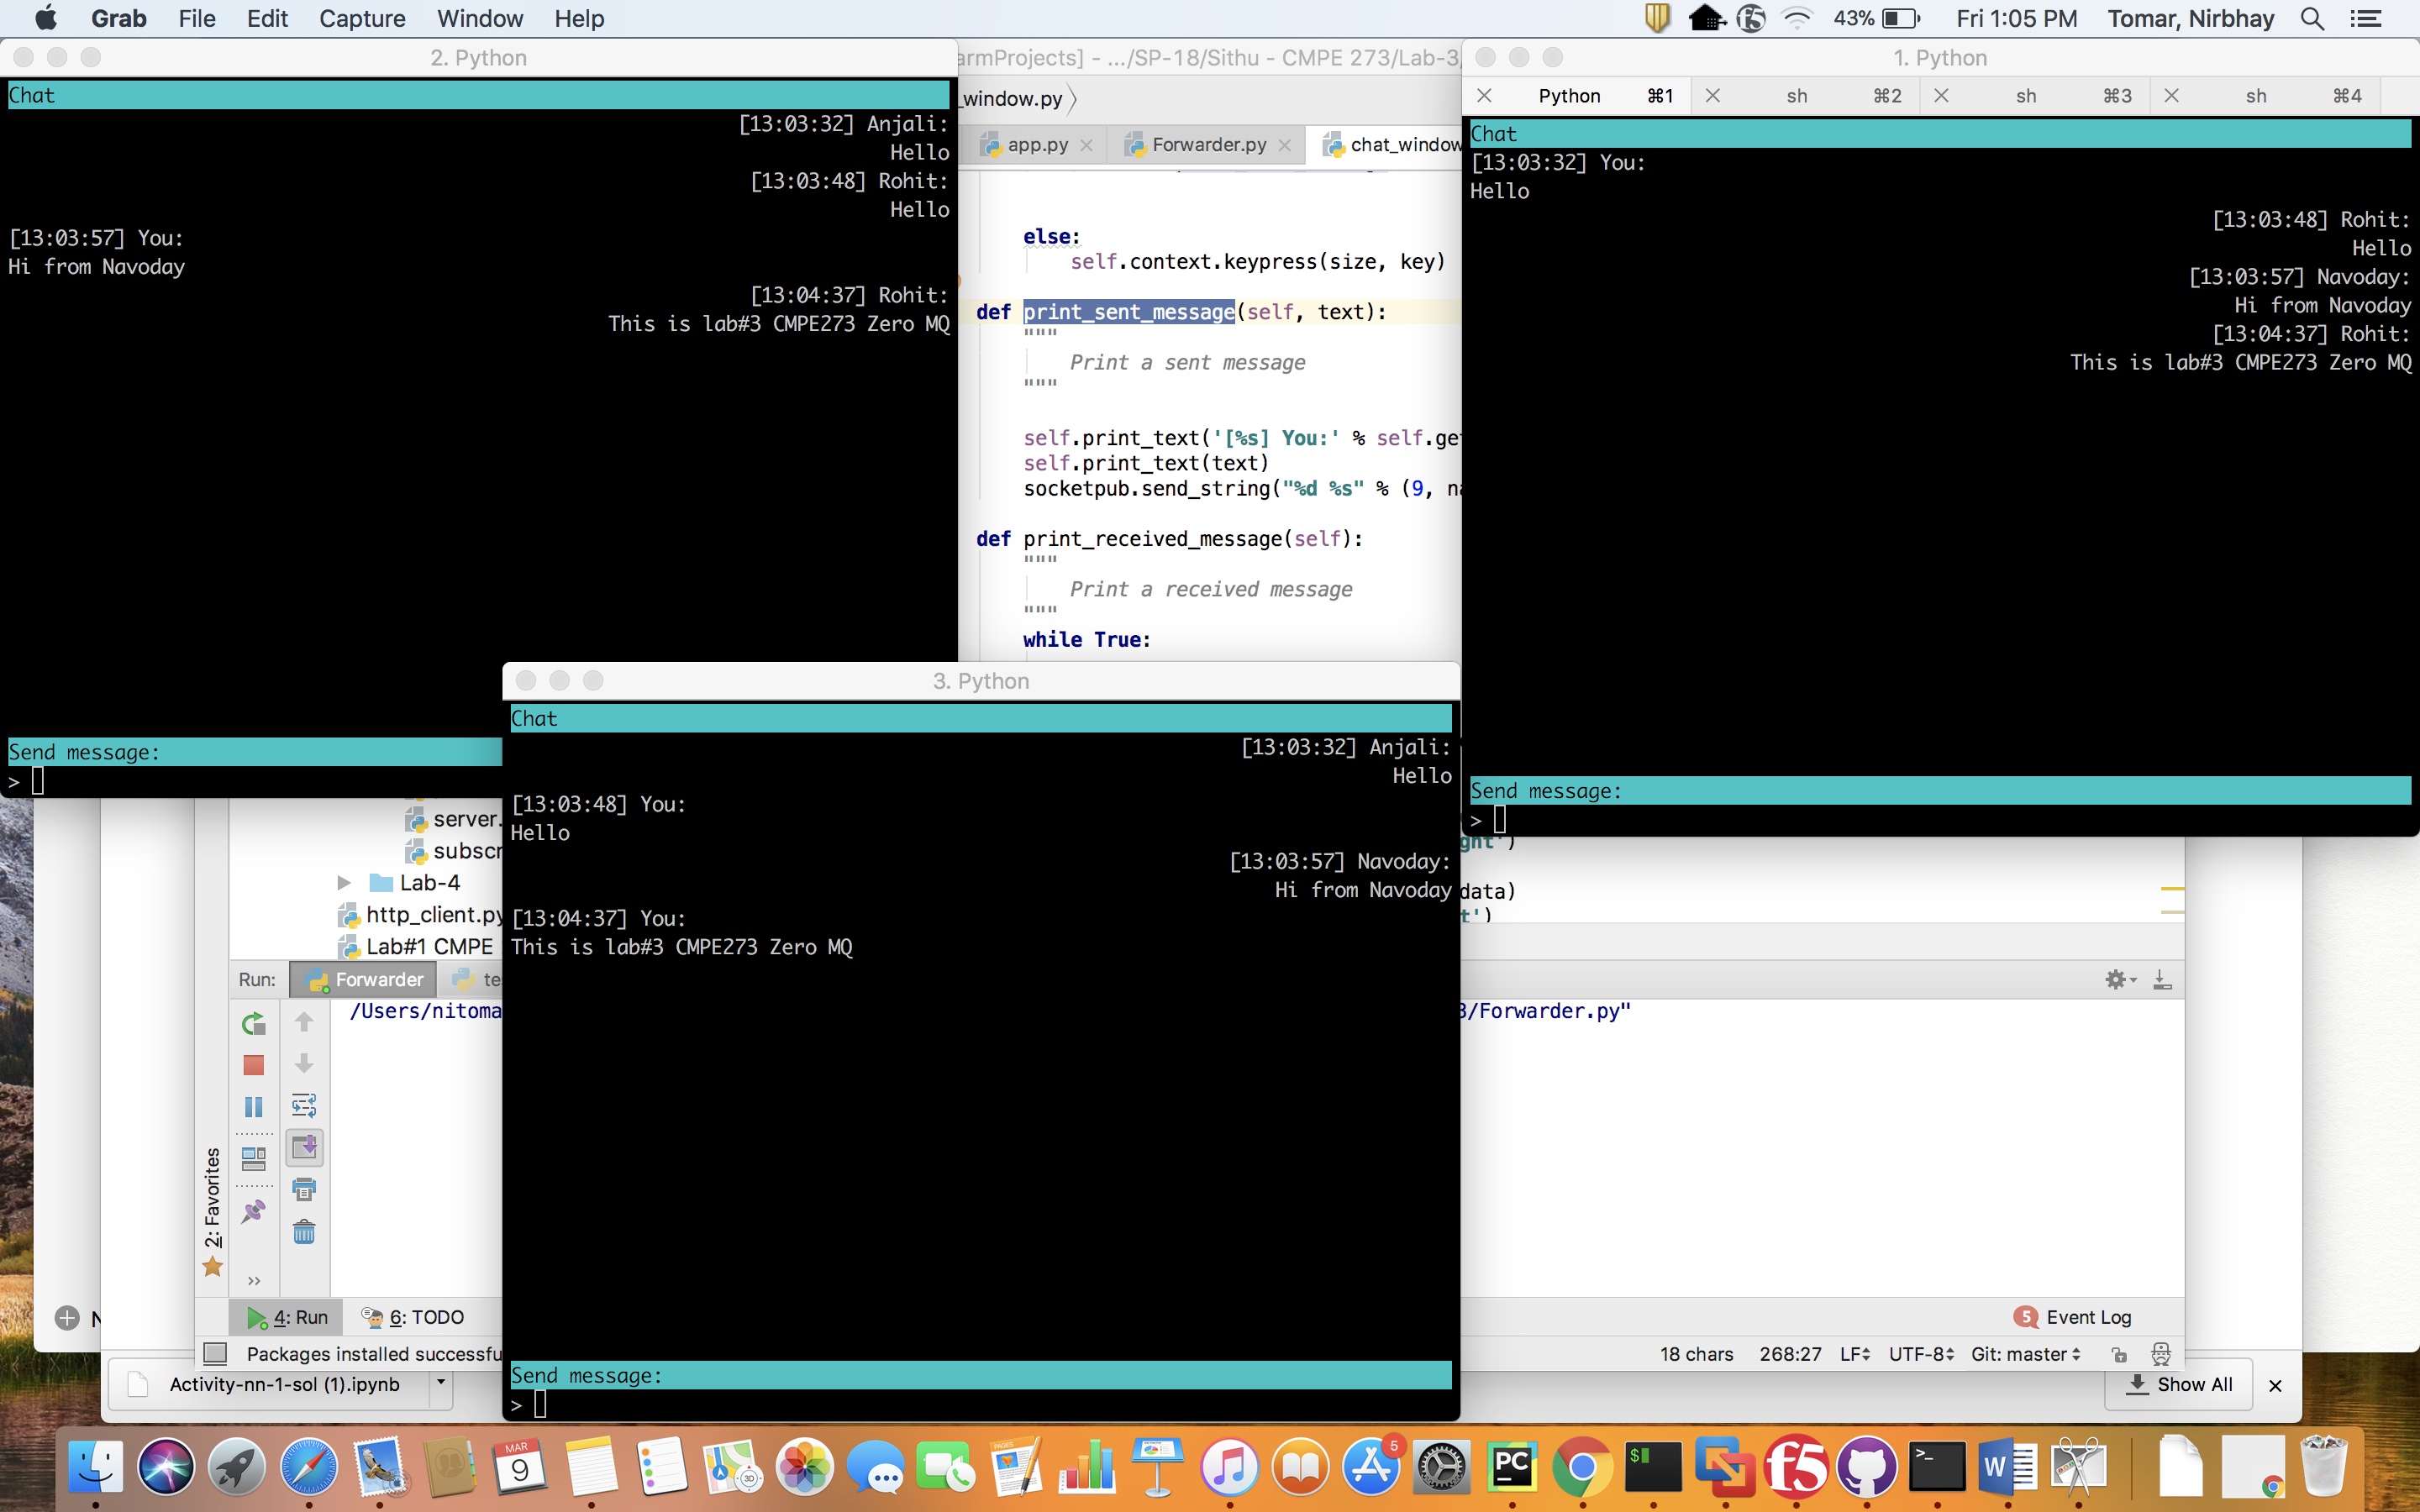 Grab File Edit Capture Window Help
43% Fri 1:05 PM Tomar, Nirbhay
2. Python
Chat
[13:03:32] Anjali:
Hello
[13:03:48] Rohit:
Hello
[13:03:57] You:
Hi from Navoday
[13:04:37] Rohit:
This is lab#3 CMPE273 Zero MQ
Send message:
>
armProjects] - .../SP-18/Sithu - CMPE 273/Lab-3/
_window.py
app.py Forwarder.py chat_window
else:
self.context.keypress(size, key)
def print_sent_message(self, text):
"""
Print a sent message
"""
self.print_text('[%s] You:' % self.ge
self.print_text(text)
socketpub.send_string("%d %s" % (9, na
def print_received_message(self):
"""
Print a received message
"""
while True:
1. Python
Python ⌘1 sh ⌘2 sh ⌘3 sh ⌘4
Chat
[13:03:32] You:
Hello
[13:03:48] Rohit:
Hello
[13:03:57] Navoday:
Hi from Navoday
[13:04:37] Rohit:
This is lab#3 CMPE273 Zero MQ
Send message:
>
3. Python
Chat
[13:03:32] Anjali:
Hello
[13:03:48] You:
Hello
[13:03:57] Navoday:
Hi from Navoday
[13:04:37] You:
This is lab#3 CMPE273 Zero MQ
Send message:
>
ght')
data)
t')
server.
subscr
Lab-4
http_client.py
Lab#1 CMPE
Run: Forwarder te
/Users/nitoma
3/Forwarder.py"
2: Favorites
4: Run 6: TODO
5 Event Log
Packages installed successfu
18 chars 268:27 LF UTF-8 Git: master
N
Activity-nn-1-sol (1).ipynb
Show All
MAR
9
3D
PAGES
5
PC
$
f5
>_
W